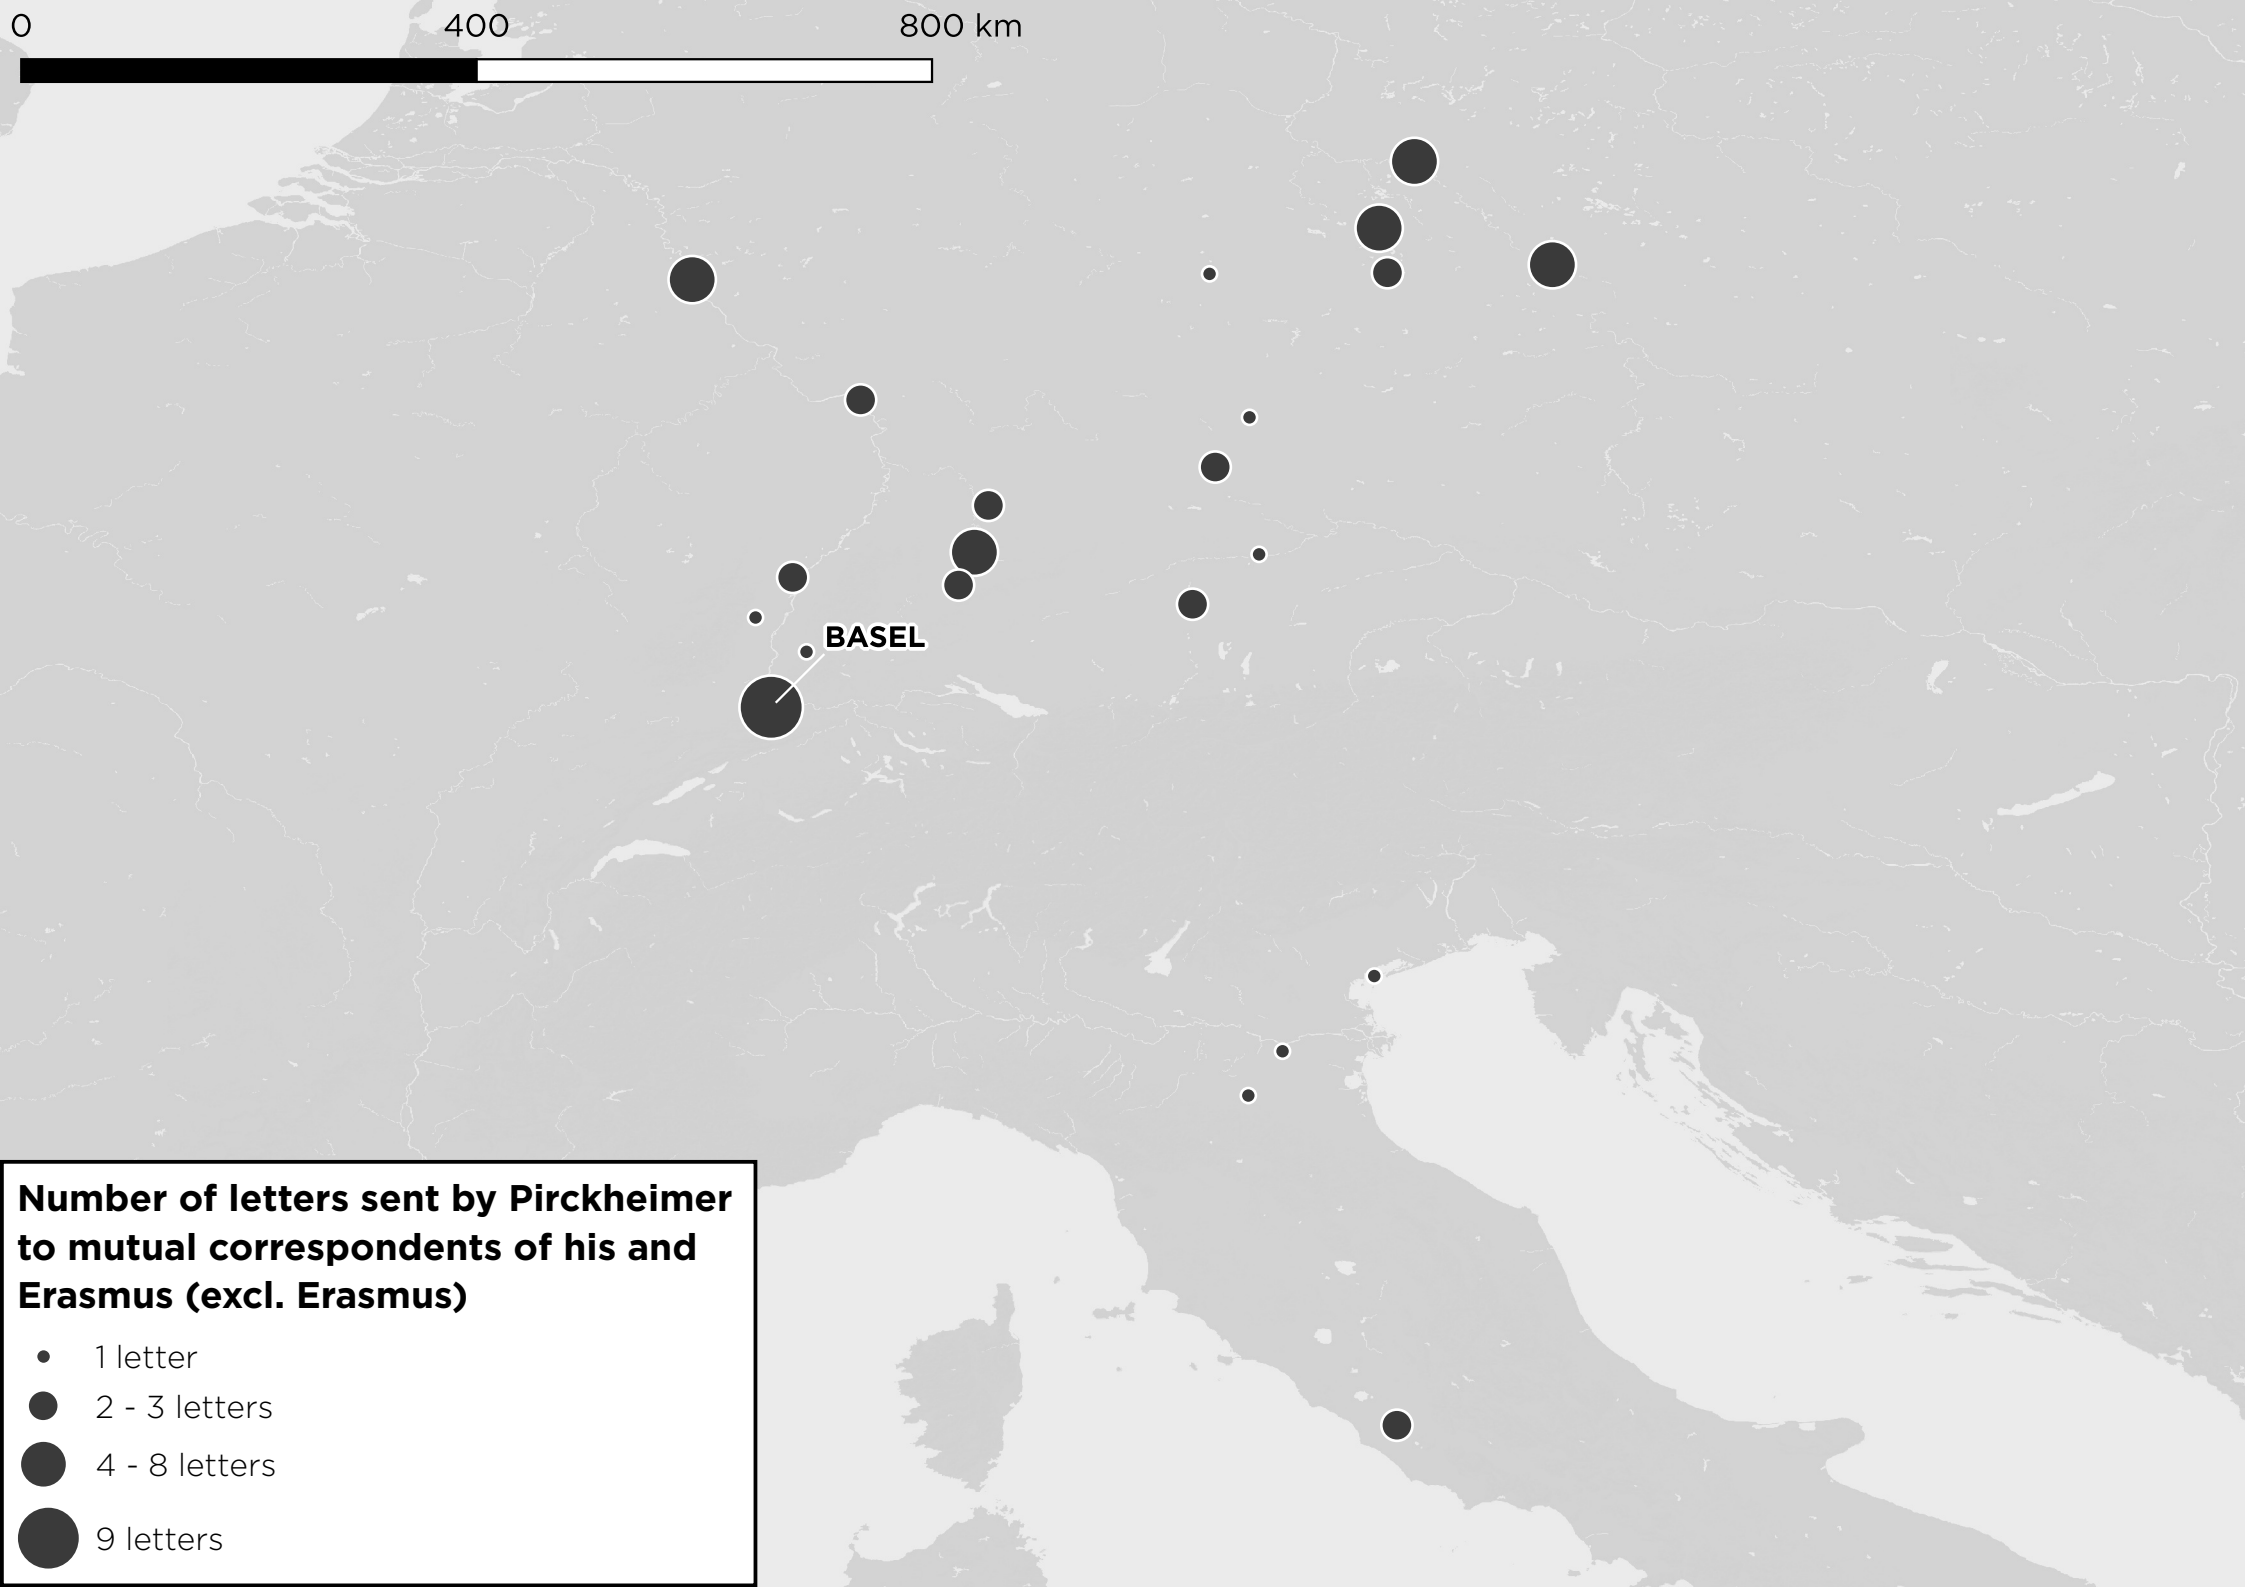 0 400 800 km
BASEL
Number of letters sent by Pirckheimer
to mutual correspondents of his and
Erasmus (excl. Erasmus)
1 letter
2 - 3 letters
4 - 8 letters
9 letters